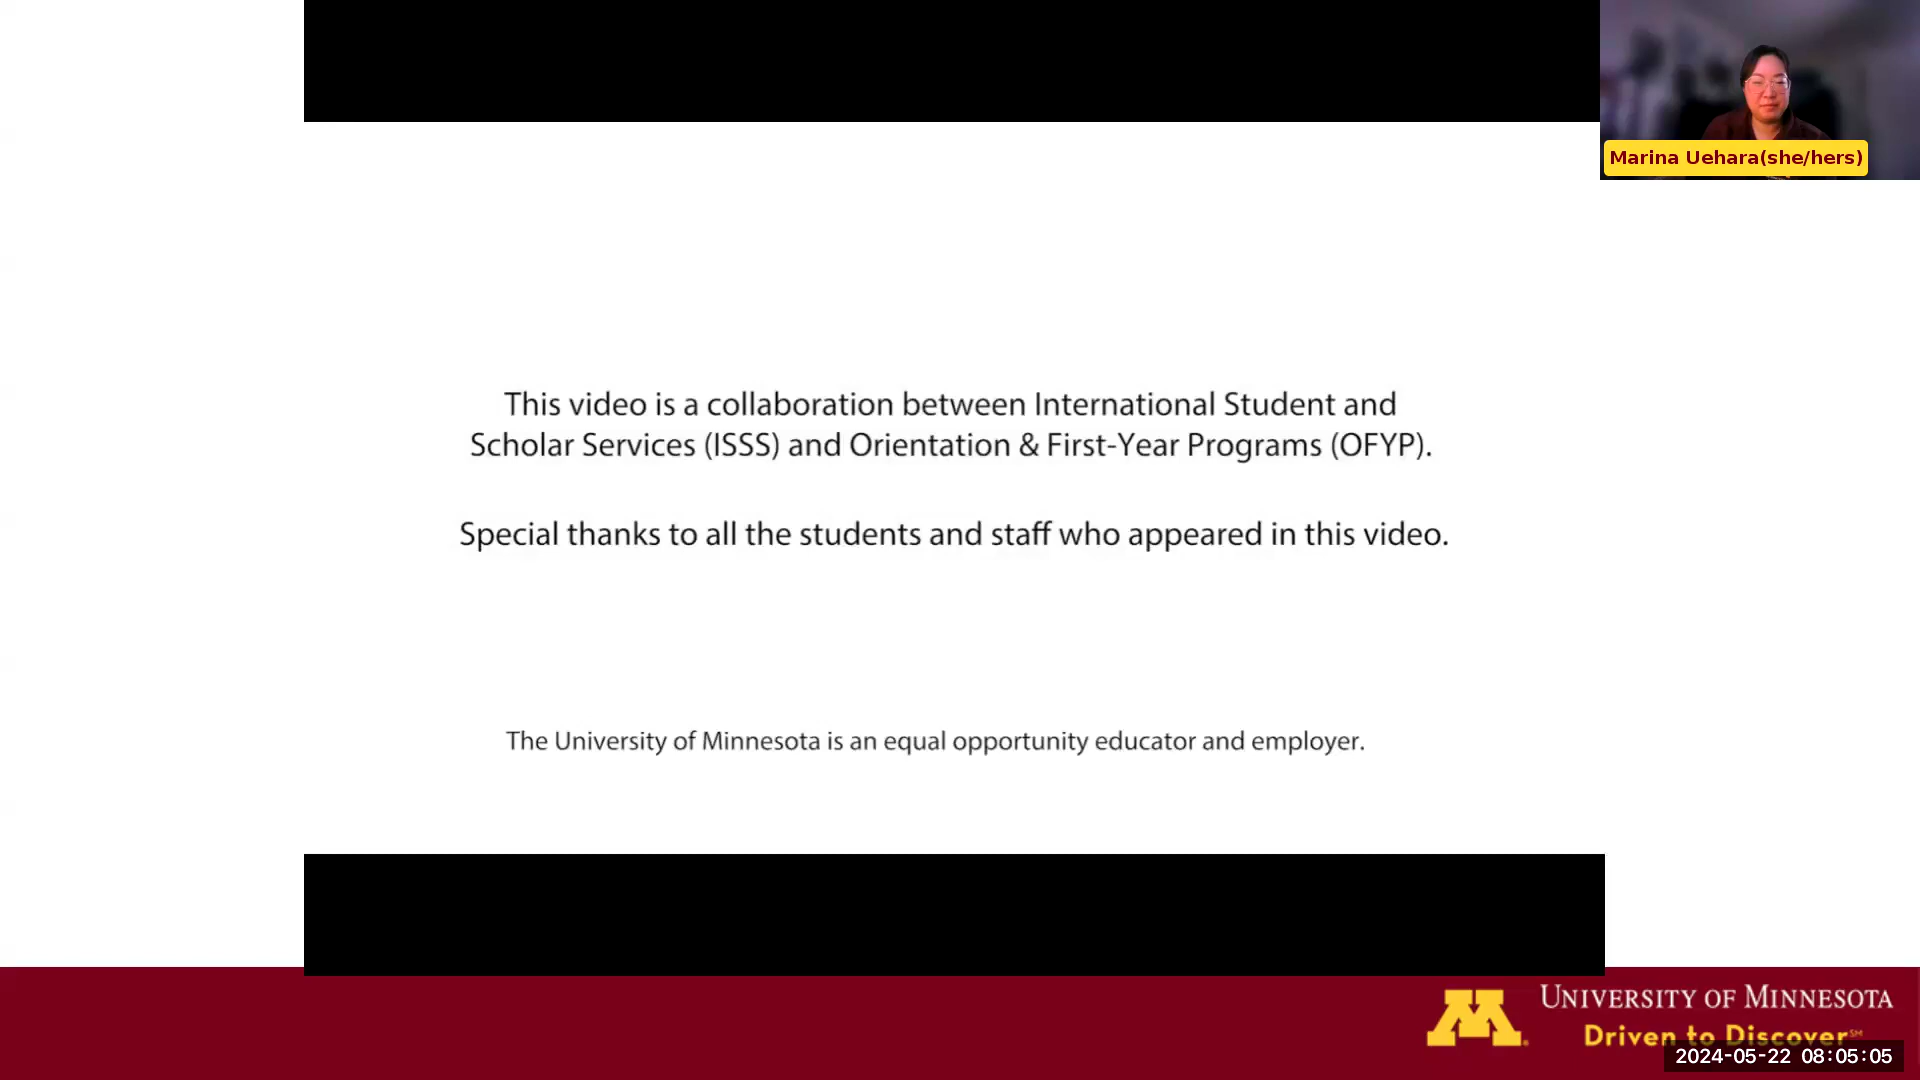 Marina Uehara(she/hers)
This video is a collaboration between International Student and
Scholar Services (ISSS) and Orientation & First-Year Programs (OFYP).
Special thanks to all the students and staff who appeared in this video.
The University of Minnesota is an equal opportunity educator and employer.
UNIVERSITY OF MINNESOTA
Driven to Discover℠
2024-05-22 08:05:05